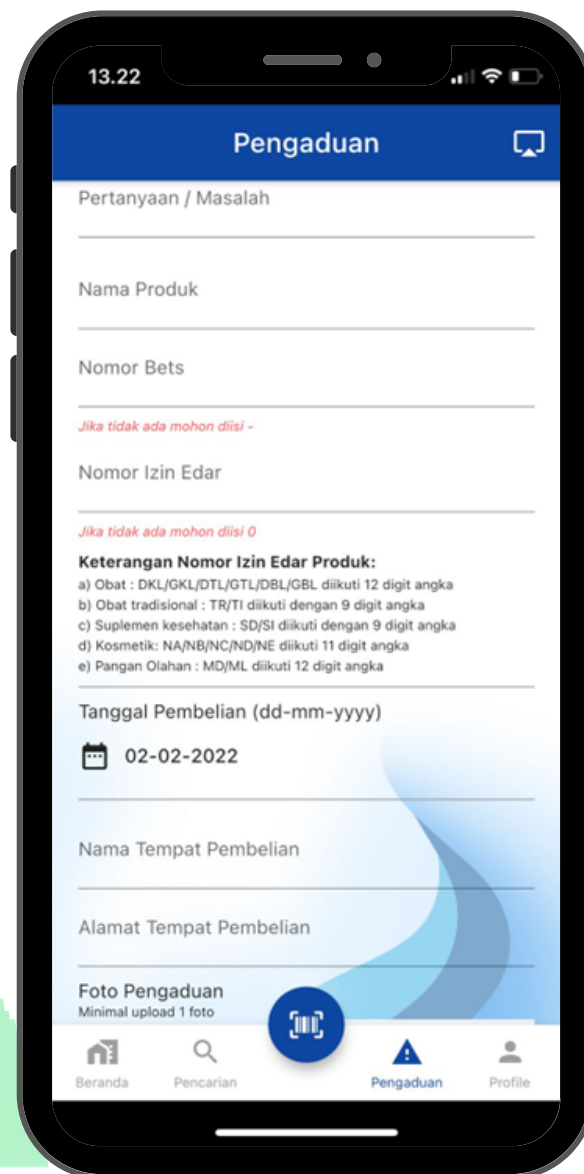 13.22
Pengaduan
Pertanyaan / Masalah
Nama Produk
Nomor Bets
Jika tidak ada mohon diisi -
Nomor Izin Edar
Jika tidak ada mohon diisi 0
Keterangan Nomor Izin Edar Produk:
a) Obat : DKL/GKL/DTL/GTL/DBL/GBL diikuti 12 digit angka
b) Obat tradisional : TR/TI diikuti dengan 9 digit angka
c) Suplemen kesehatan : SD/SI diikuti dengan 9 digit angka
d) Kosmetik: NA/NB/NC/ND/NE diikuti 11 digit angka
e) Pangan Olahan : MD/ML diikuti 12 digit angka
Tanggal Pembelian (dd-mm-yyyy)
02-02-2022
Nama Tempat Pembelian
Alamat Tempat Pembelian
Foto Pengaduan
Minimal upload 1 foto
Beranda Pencarian Pengaduan Profile